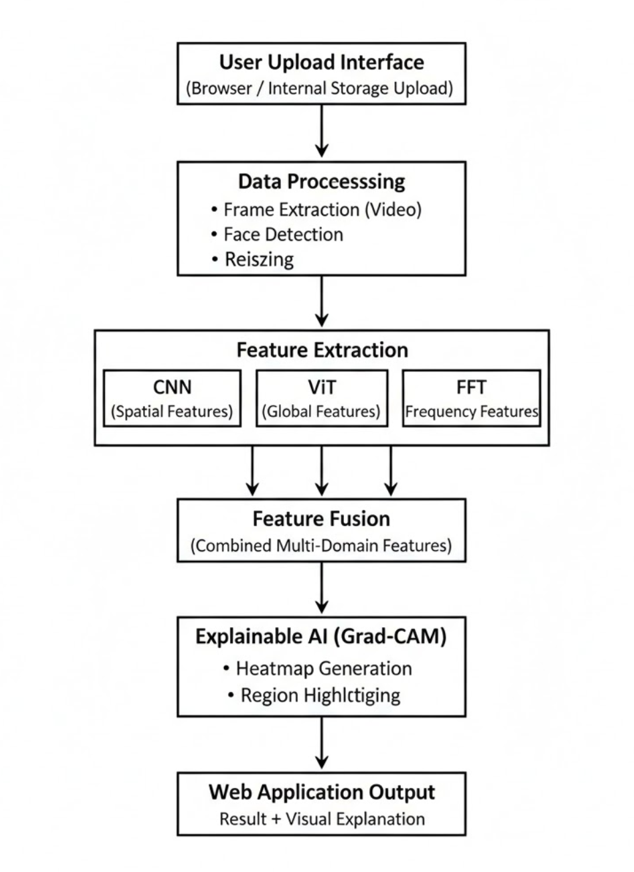 User Upload Interface
(Browser / Internal Storage Upload)
Data Proceesssing
• Frame Extraction (Video)
• Face Detection
• Reiszing
Feature Extraction
CNN
(Spatial Features)
ViT
(Global Features)
FFT
Frequency Features
Feature Fusion
(Combined Multi-Domain Features)
Explainable AI (Grad-CAM)
• Heatmap Generation
• Region Highlctiging
Web Application Output
Result + Visual Explanation